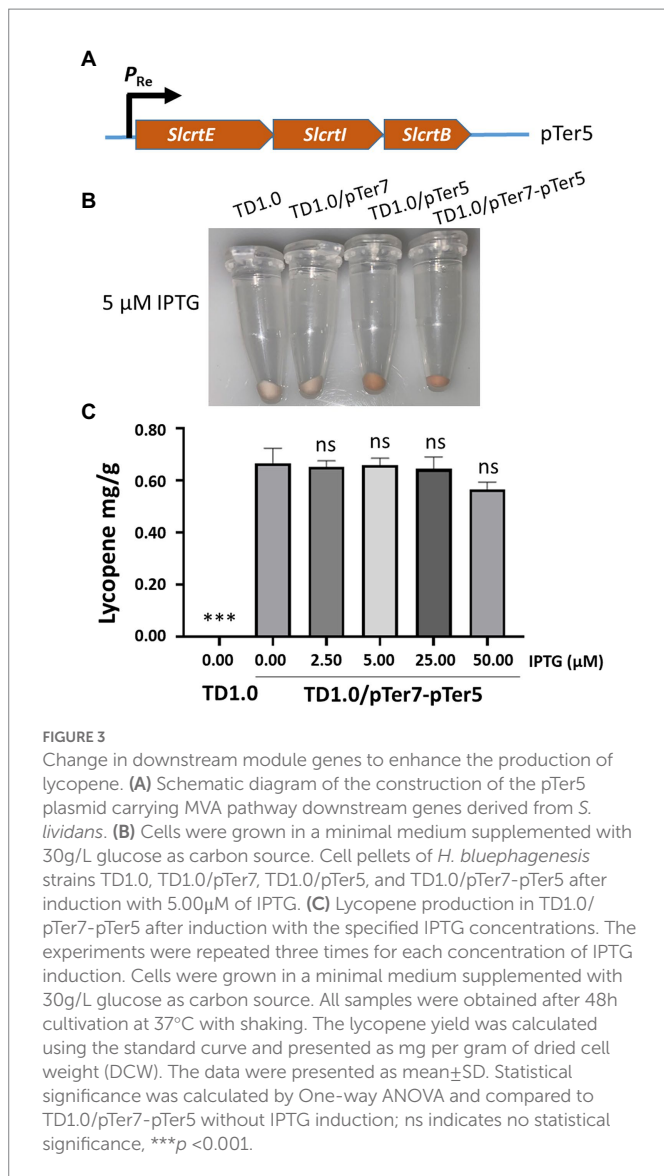 A
PRe
SlcrtE SlcrtI SlcrtB pTer5
B
TD1.0 TD1.0/pTer7 TD1.0/pTer5 TD1.0/pTer7-pTer5
5 μM IPTG
C
Lycopene mg/g
0.80
0.60
0.40
0.20
0.00
*** ns ns ns ns
0.00 0.00 2.50 5.00 25.00 50.00 IPTG (μM)
TD1.0 TD1.0/pTer7-pTer5
FIGURE 3
Change in downstream module genes to enhance the production of
lycopene. (A) Schematic diagram of the construction of the pTer5
plasmid carrying MVA pathway downstream genes derived from S.
lividans. (B) Cells were grown in a minimal medium supplemented with
30g/L glucose as carbon source. Cell pellets of H. bluephagenesis
strains TD1.0, TD1.0/pTer7, TD1.0/pTer5, and TD1.0/pTer7-pTer5 after
induction with 5.00μM of IPTG. (C) Lycopene production in TD1.0/
pTer7-pTer5 after induction with the specified IPTG concentrations. The
experiments were repeated three times for each concentration of IPTG
induction. Cells were grown in a minimal medium supplemented with
30g/L glucose as carbon source. All samples were obtained after 48h
cultivation at 37°C with shaking. The lycopene yield was calculated
using the standard curve and presented as mg per gram of dried cell
weight (DCW). The data were presented as mean±SD. Statistical
significance was calculated by One-way ANOVA and compared to
TD1.0/pTer7-pTer5 without IPTG induction; ns indicates no statistical
significance, ***p <0.001.